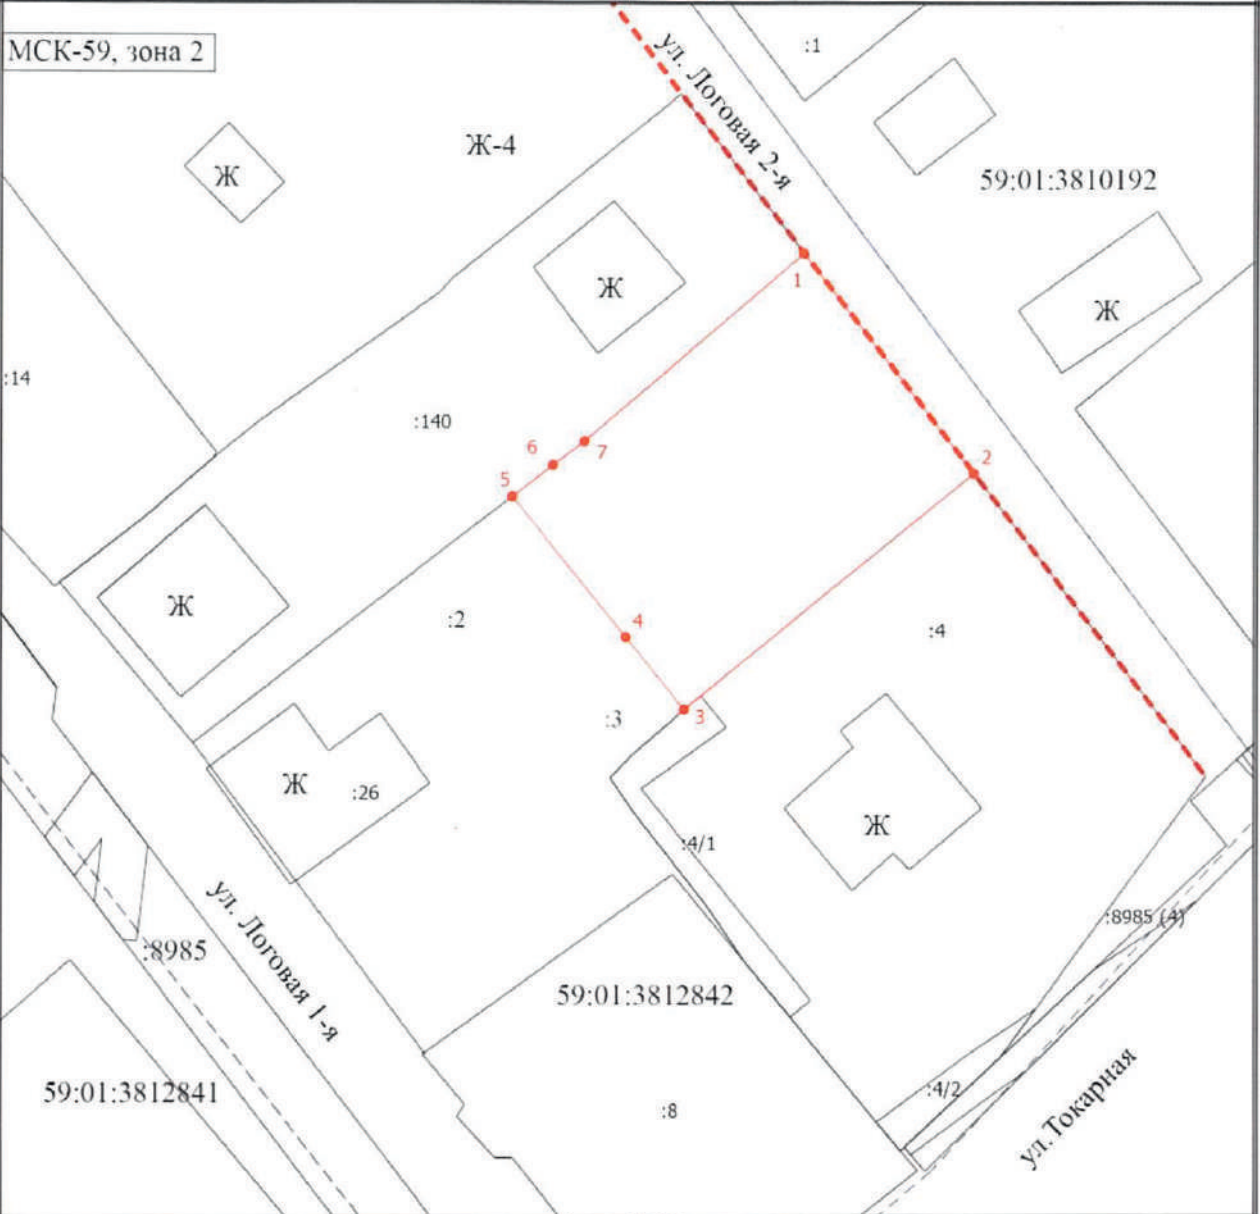 МСК-59, зона 2
ул. Логовая 2-я
:1
Ж-4
Ж
59:01:3810192
Ж
1
Ж
:14
:140
6
7
5
2
Ж
:2
4
:4
:3
3
Ж
:26
Ж
:4/1
ул. Логовая 1-я
:8985
:8985 (4)
59:01:3812842
59:01:3812841
:8
:4/2
ул.Токарная